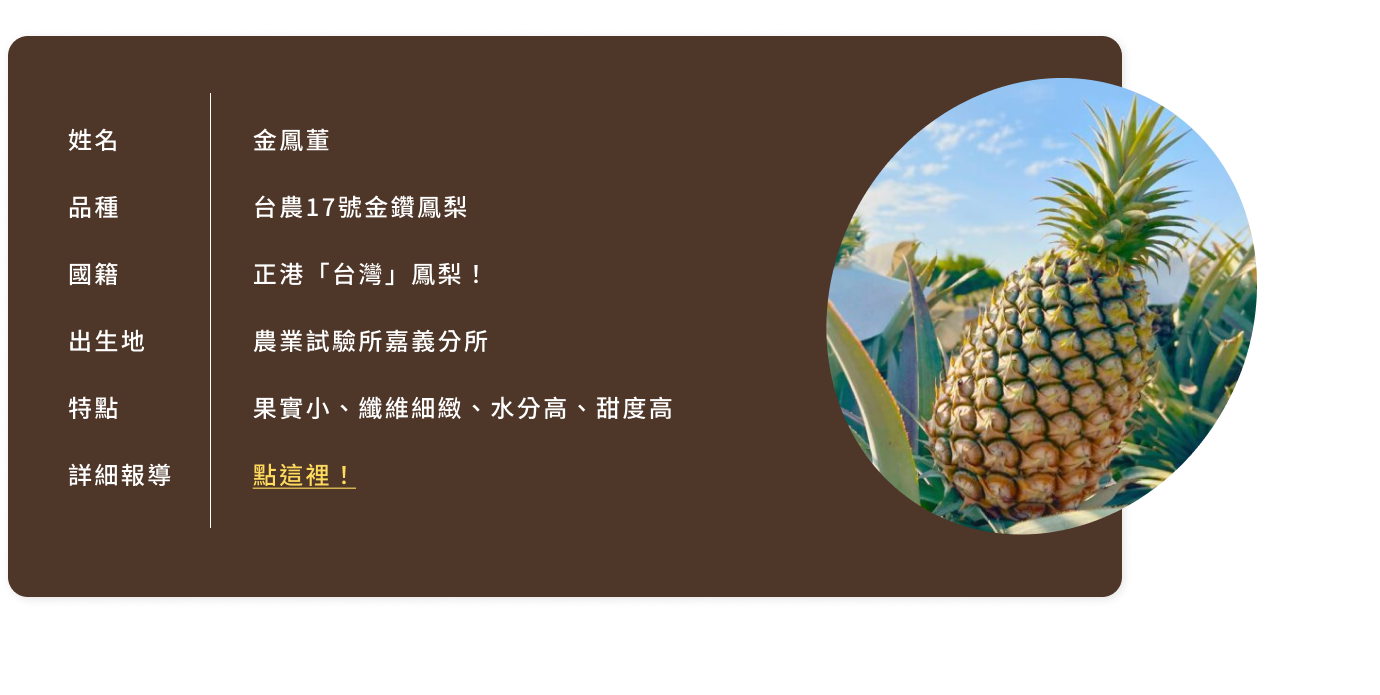 姓名 金鳳董
品種 台農17號金鑽鳳梨
國籍 正港「台灣」鳳梨！
出生地 農業試驗所嘉義分所
特點 果實小、纖維細緻、水分高、甜度高
詳細報導 點這裡！